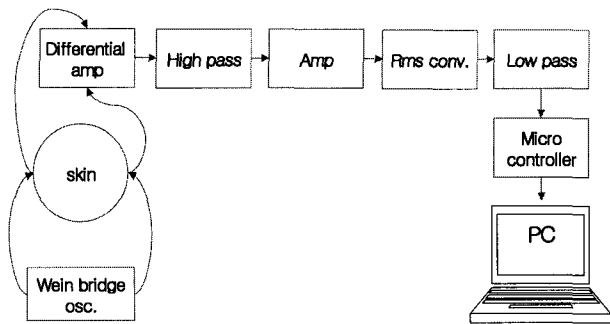 Differential
amp
High pass
Amp
Rms conv.
Low pass
Micro
controller
skin
PC
Wein bridge
osc.